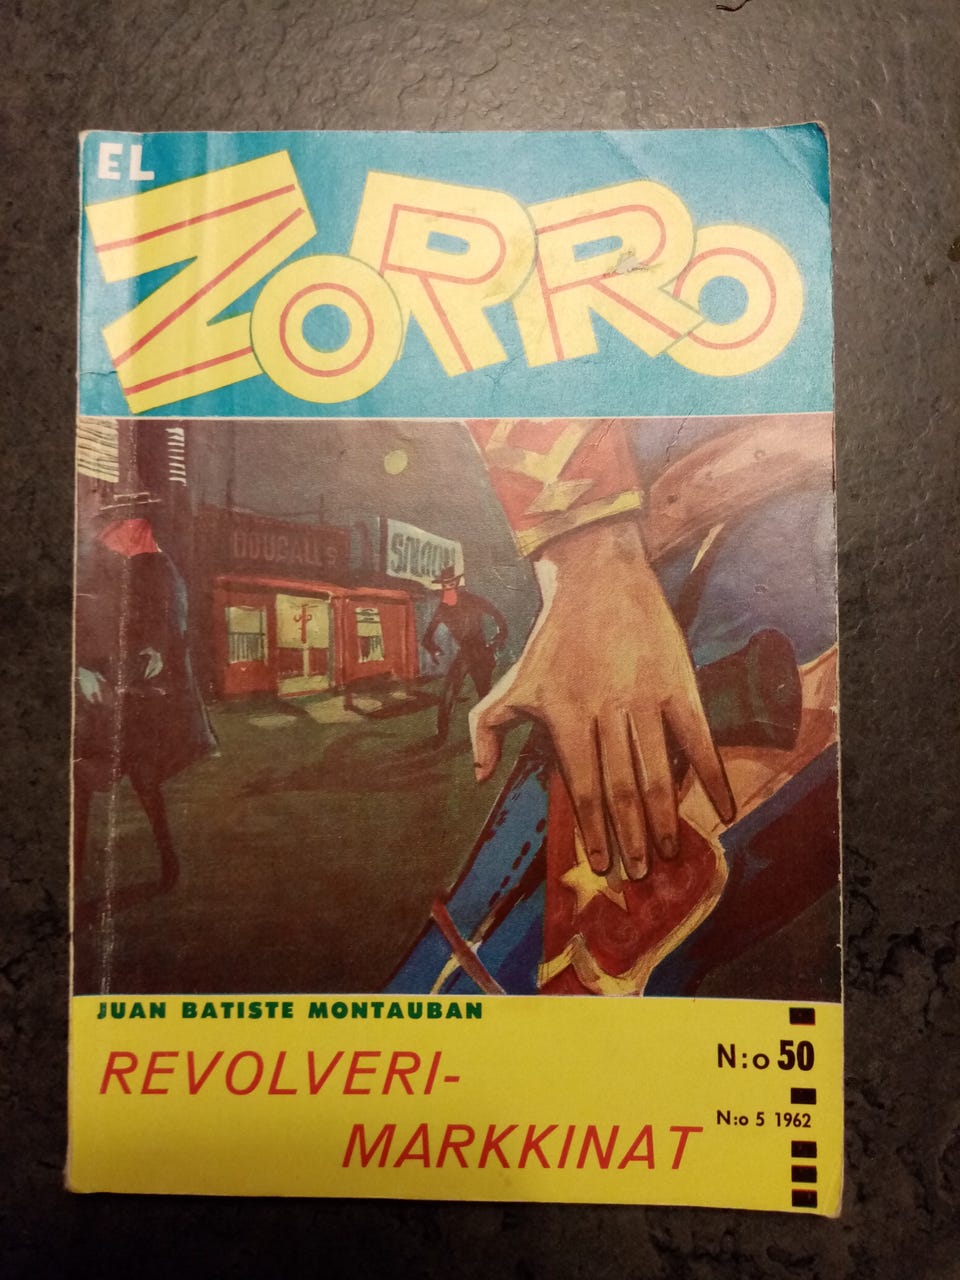 EL
ZORRO
DOUGALL'S
SALOON
JUAN BATISTE MONTAUBAN
REVOLVERI-
MARKKINAT
N:o 50
N:o 5 1962